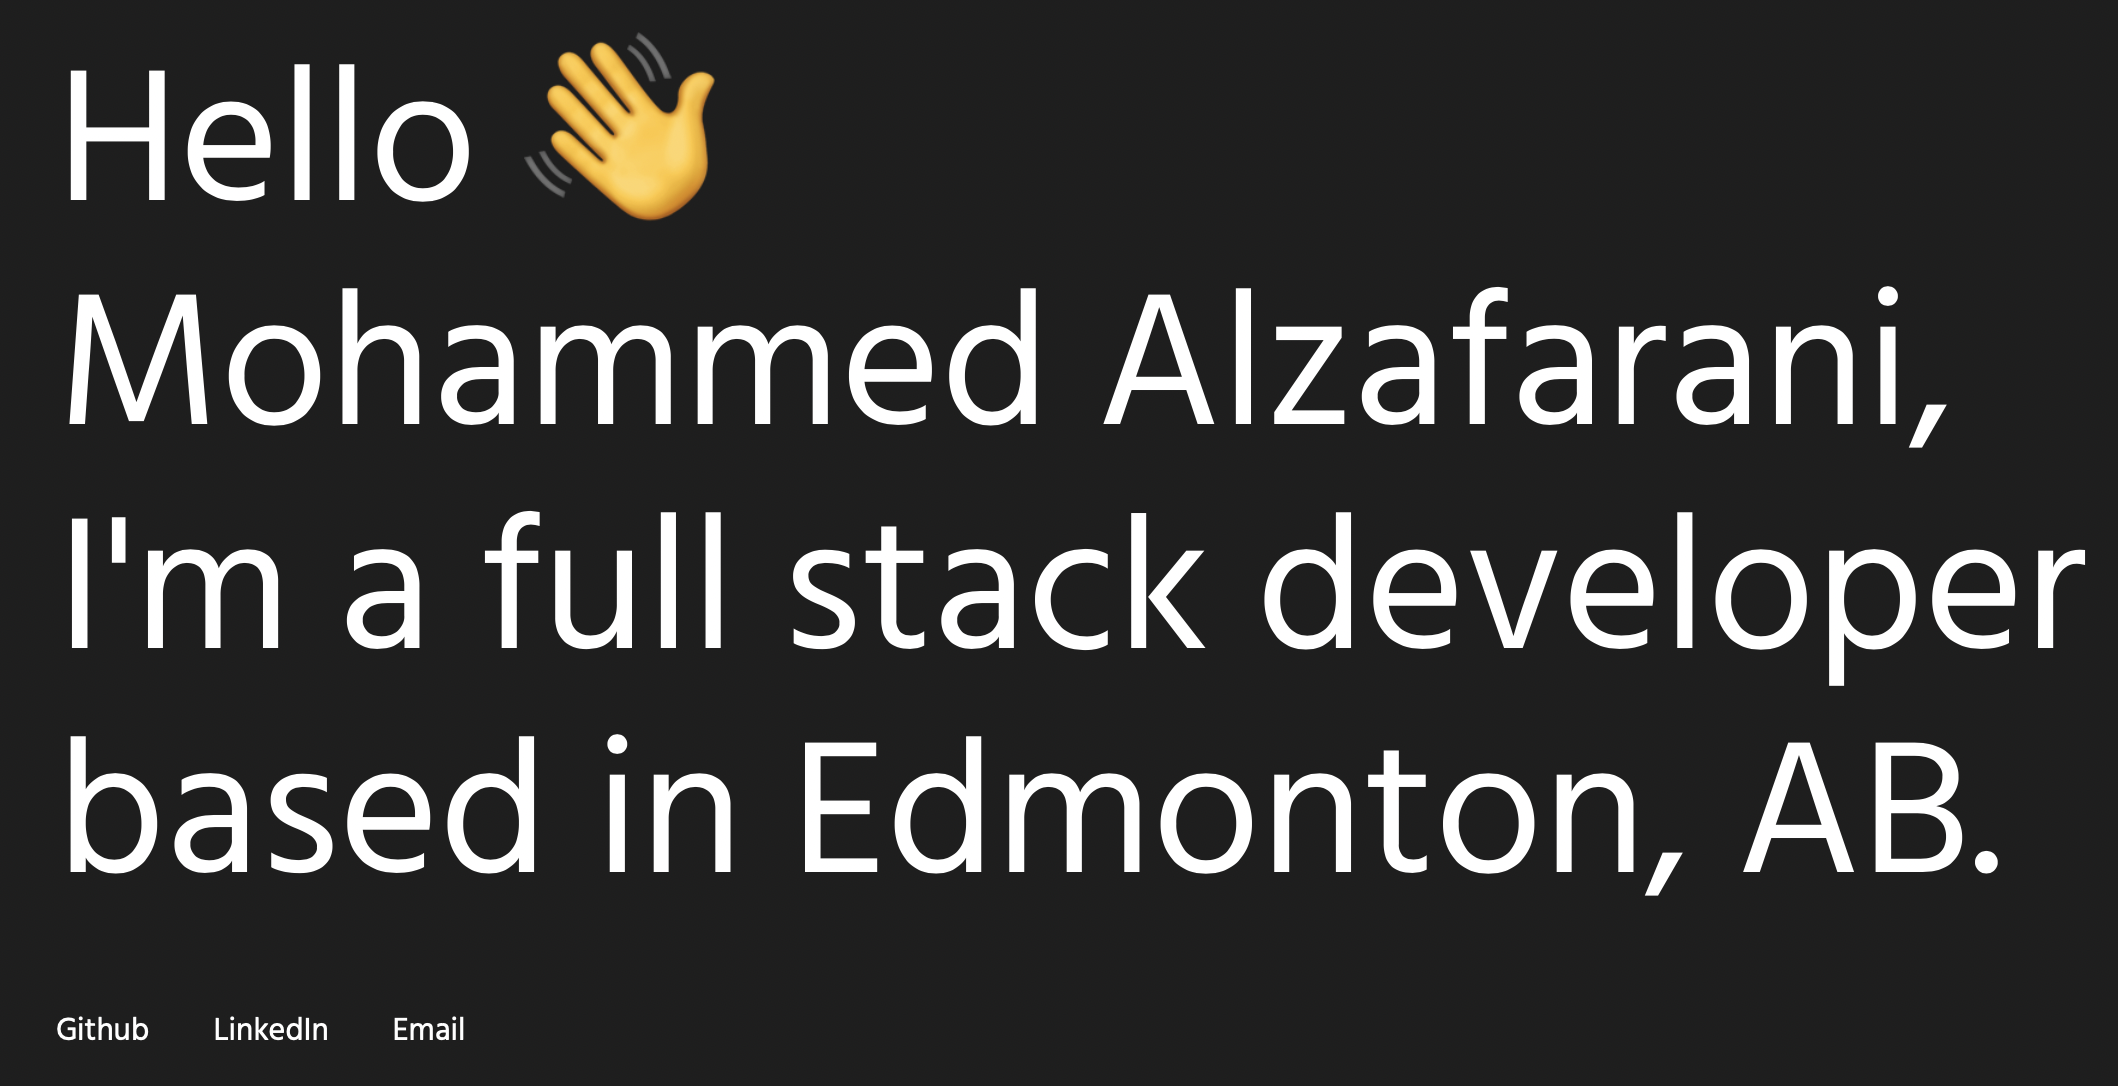 Hello 👋
Mohammed Alzafarani,
I'm a full stack developer
based in Edmonton, AB.
Github LinkedIn Email